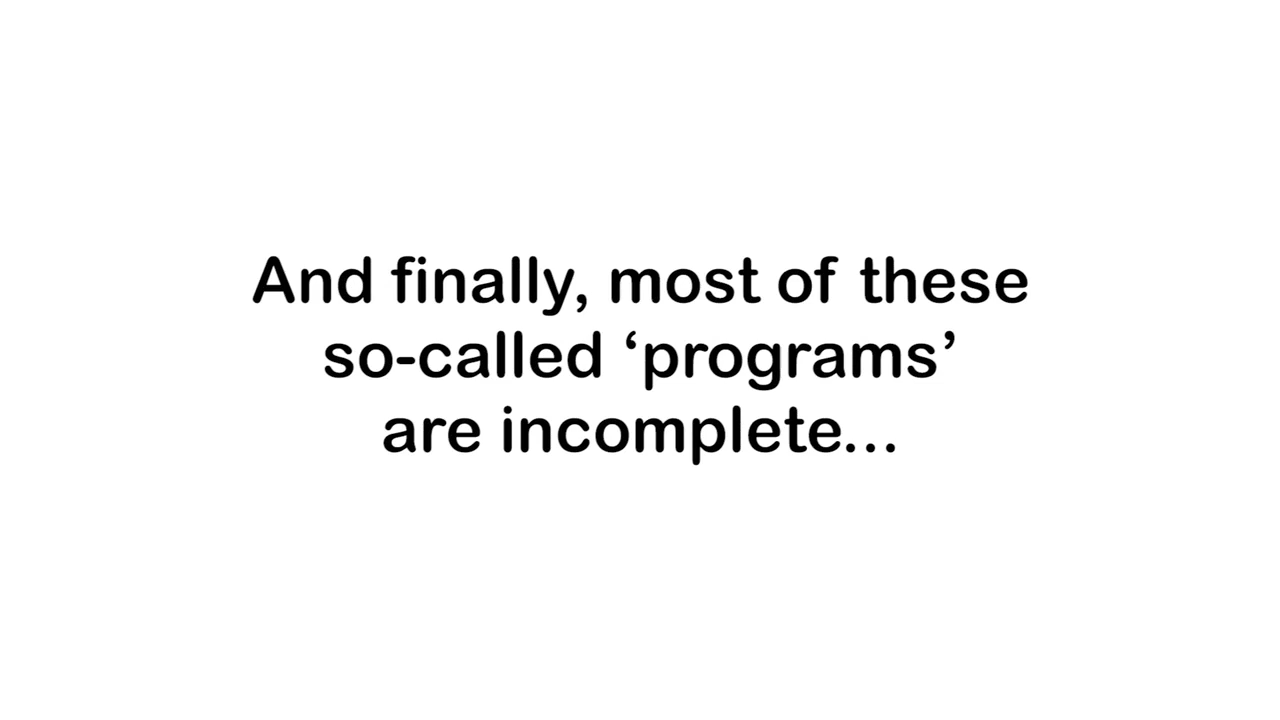 And finally, most of these
so-called ‘programs’
are incomplete...